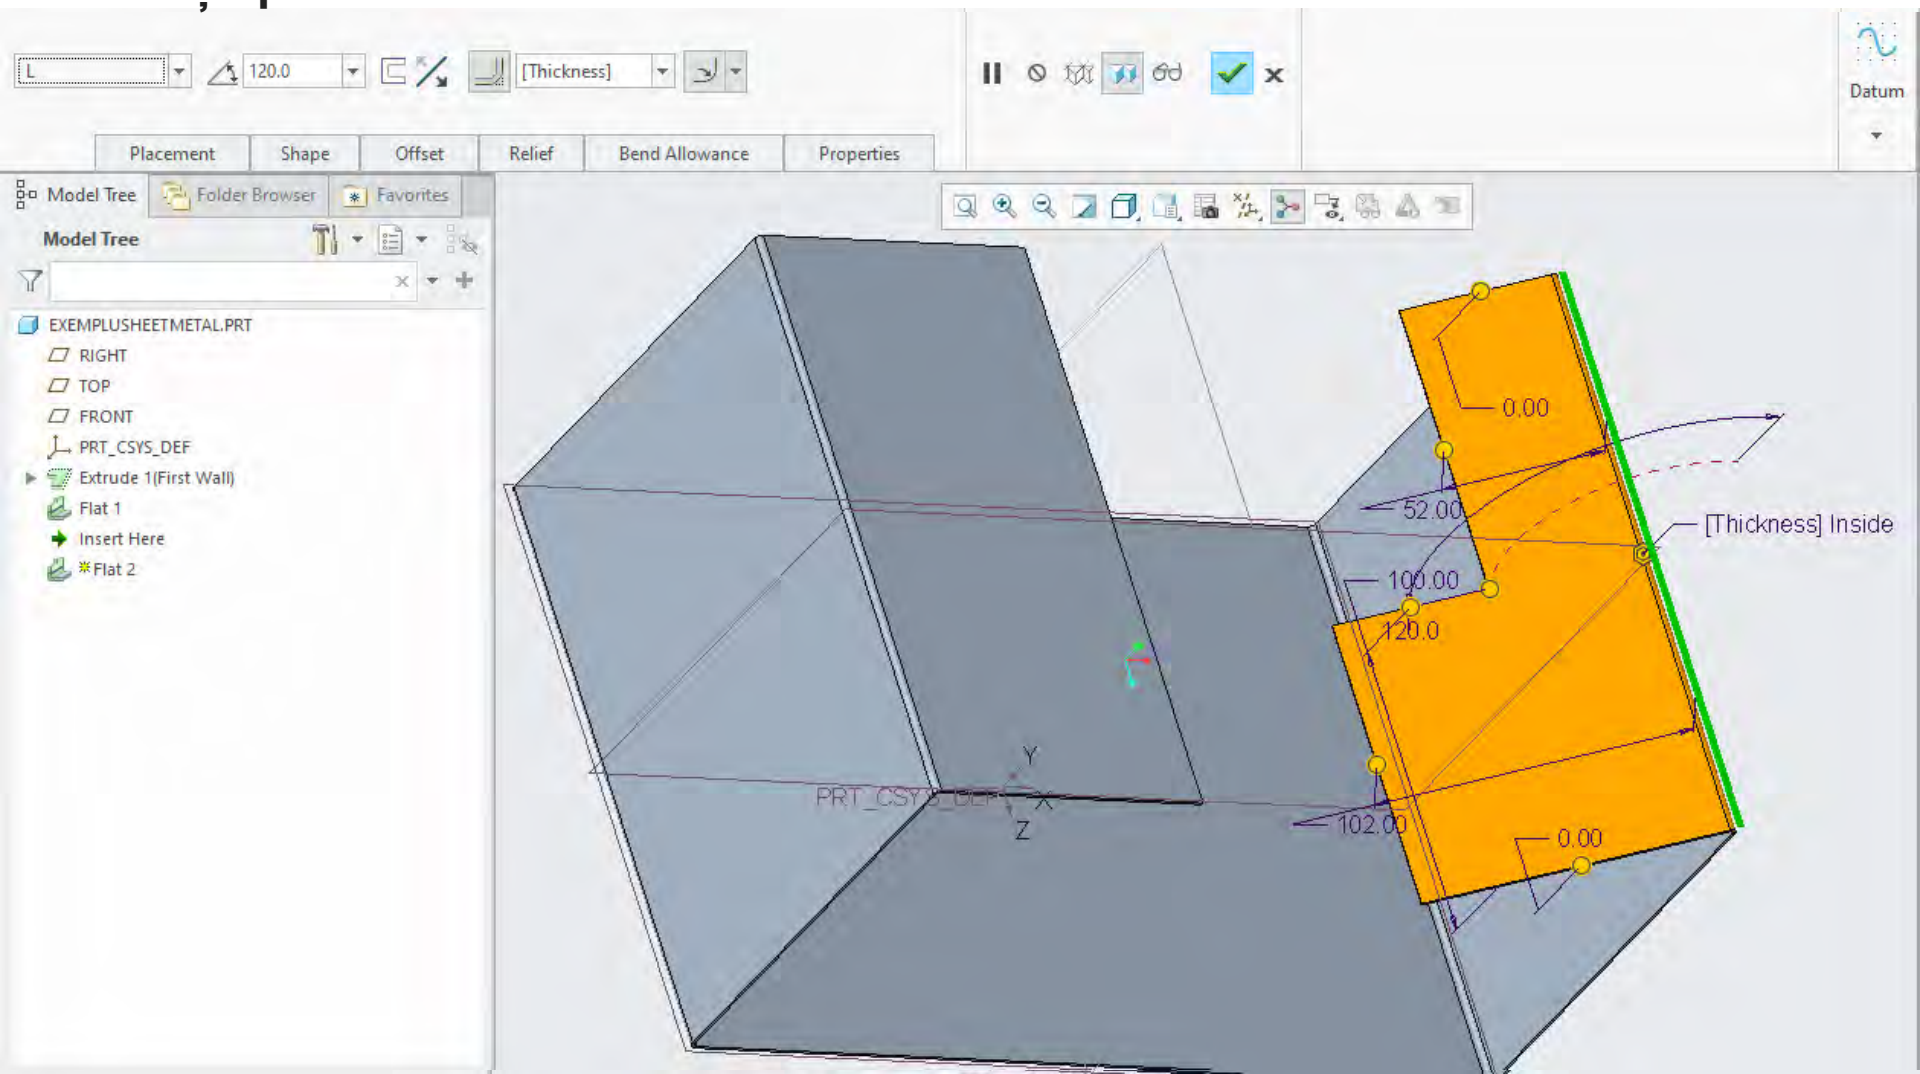 L
120.0
[Thickness]
Datum
Placement
Shape
Offset
Relief
Bend Allowance
Properties
Model Tree
Folder Browser
Favorites
Model Tree
EXEMPLUSHEETMETAL.PRT
RIGHT
TOP
FRONT
PRT_CSYS_DEF
Extrude 1(First Wall)
Flat 1
Insert Here
Flat 2
0.00
52.00
[Thickness] Inside
100.00
120.0
Y
PRT_CSYS_DEF
X
Z
102.00
0.00